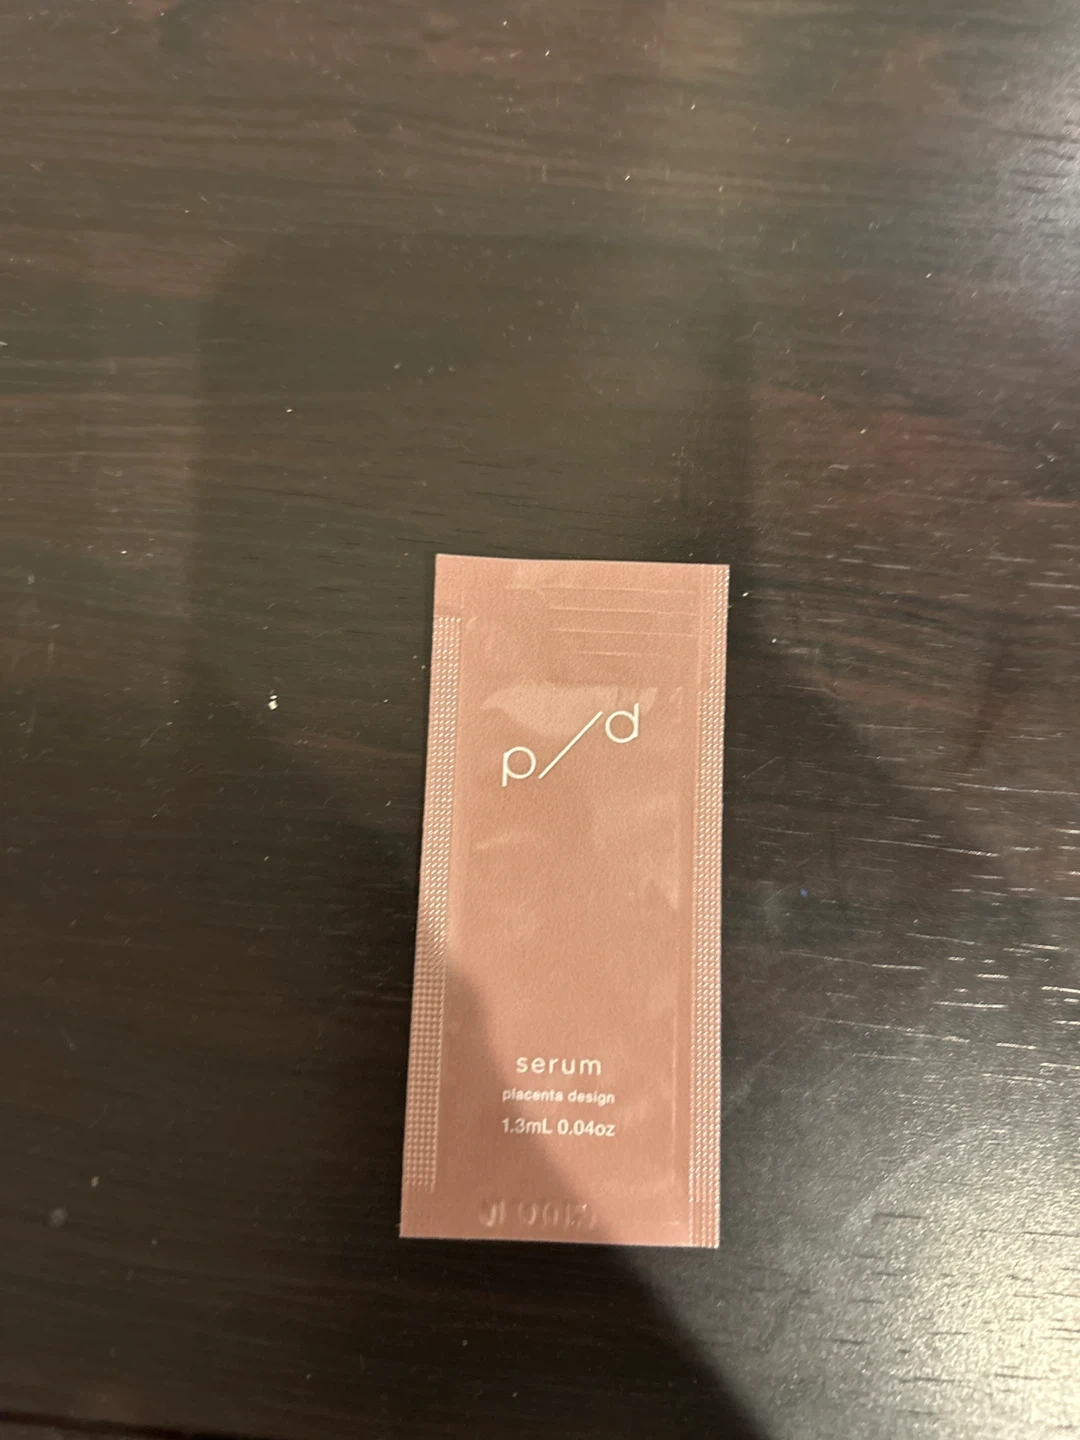 p/d
serum
placenta design
1.3mL 0.04oz